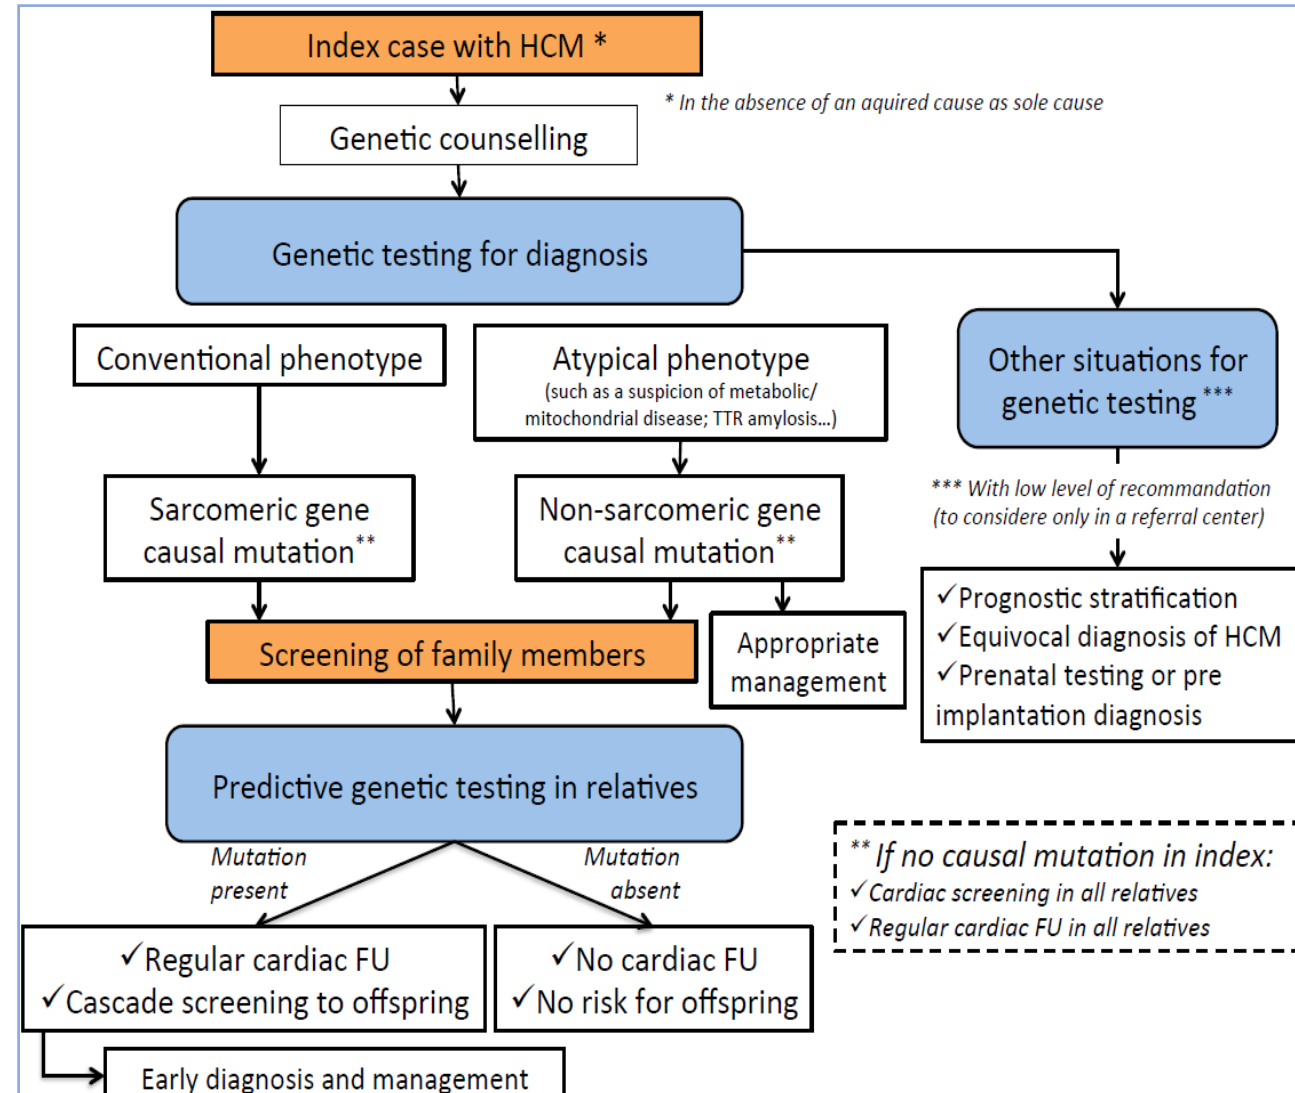 Index case with HCM *
* In the absence of an aquired cause as sole cause
Genetic counselling
Genetic testing for diagnosis
Conventional phenotype
Atypical phenotype
(such as a suspicion of metabolic/
mitochondrial disease; TTR amylosis...)
Other situations for
genetic testing ***
*** With low level of recommandation
(to considere only in a referral center)
Sarcomeric gene
causal mutation**
Non-sarcomeric gene
causal mutation**
✓Prognostic stratification
✓Equivocal diagnosis of HCM
✓Prenatal testing or pre
implantation diagnosis
Appropriate
management
Screening of family members
Predictive genetic testing in relatives
Mutation
present
Mutation
absent
** If no causal mutation in index:
✓Cardiac screening in all relatives
✓Regular cardiac FU in all relatives
✓Regular cardiac FU
✓Cascade screening to offspring
✓No cardiac FU
✓No risk for offspring
Early diagnosis and management